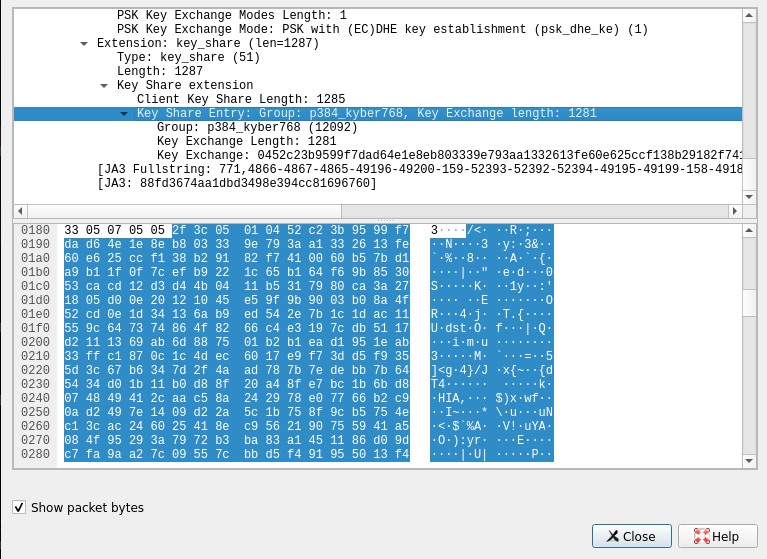 PSK Key Exchange Modes Length: 1
PSK Key Exchange Mode: PSK with (EC)DHE key establishment (psk_dhe_ke) (1)
Extension: key_share (len=1287)
Type: key_share (51)
Length: 1287
Key Share extension
Client Key Share Length: 1285
Key Share Entry: Group: p384_kyber768, Key Exchange length: 1281
Group: p384_kyber768 (12092)
Key Exchange Length: 1281
Key Exchange: 0452c23b9599f7dad64e1e8eb803339e793aa1332613fe60e625ccf138b29182f741
[JA3 Fullstring: 771,4866-4867-4865-49196-49200-159-52393-52392-52394-49195-49199-158-4918
[JA3: 88fd3674aa1dbd3498e394cc81696760]
0180 33 05 07 05 05 2f 3c 05 01 04 52 c2 3b 95 99 f7 3····/<· ··R·;···
0190 da d6 4e 1e 8e b8 03 33 9e 79 3a a1 33 26 13 fe ··N····3 ·y:·3&··
01a0 60 e6 25 cc f1 38 b2 91 82 f7 41 00 60 b5 7b d1 `·%··8·· ··A·`·{·
01b0 a9 b1 1f 0f 7c ef b9 22 1c 65 b1 64 f6 9b 85 30 ····|··" ·e·d···0
01c0 53 ca cd 12 d3 d4 4b 04 11 b5 31 79 80 ca 3a 27 S·····K· ··1y··:'
01d0 18 05 d0 0e 20 12 10 45 e5 9f 9b 90 03 b0 8a 4f ···· ··E ·······O
01e0 52 cd 0e 1d 34 13 6a b9 ed 54 2e 7b 1c 1d ac 11 R···4·j· ·T.{····
01f0 55 9c 64 73 74 86 4f 82 66 c4 e3 19 7c db 51 17 U·dst·O· f···|·Q·
0200 d2 11 13 69 ab 6d 88 75 01 b2 b1 ea d1 95 1e ab ···i·m·u ········
0210 33 ff c1 87 0c 1c 4d ec 60 17 e9 f7 3d d5 f9 35 3·····M· `···=··5
0220 5d 3c 67 b6 34 7d 2f 4a ad 78 7b 7e de bb 7b 64 ]<g·4}/J ·x{~··{d
0230 54 34 d0 1b 11 b0 d8 8f 20 a4 8f e7 bc 1b 6b d8 T4······ ·····k·
0240 07 48 49 41 2c aa c5 8a 24 29 78 e0 77 66 b2 c9 ·HIA,··· $)x·wf··
0250 0a d2 49 7e 14 09 d2 2a 5c 1b 75 8f 9c b5 75 4e ··I~···* \·u···uN
0260 c1 3c ac 24 60 25 41 8e c9 56 21 90 75 59 41 a5 ·<·$`%A· ·V!·uYA·
0270 08 4f 95 29 3a 79 72 b3 ba 83 a1 45 11 86 d0 9d ·O·):yr· ···E····
0280 c7 fa 9a a2 7c 09 55 7c bb d5 f4 91 95 50 13 f4 ····|·U| ·····P··
Show packet bytes
Close
Help